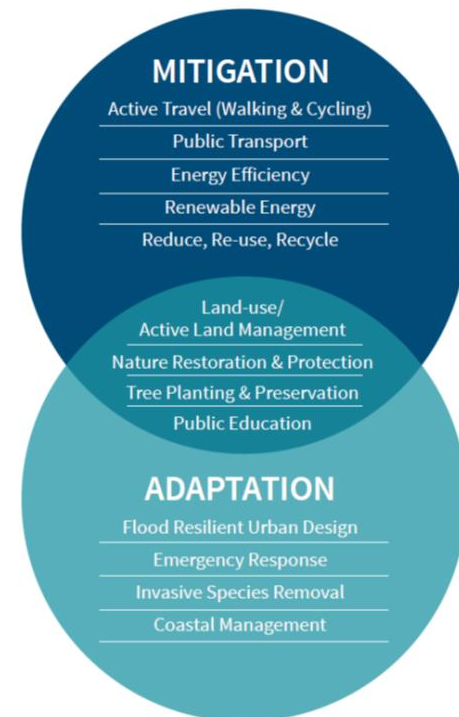 MITIGATION
Active Travel (Walking & Cycling)
Public Transport
Energy Efficiency
Renewable Energy
Reduce, Re-use, Recycle
Land-use/
Active Land Management
Nature Restoration & Protection
Tree Planting & Preservation
Public Education
ADAPTATION
Flood Resilient Urban Design
Emergency Response
Invasive Species Removal
Coastal Management